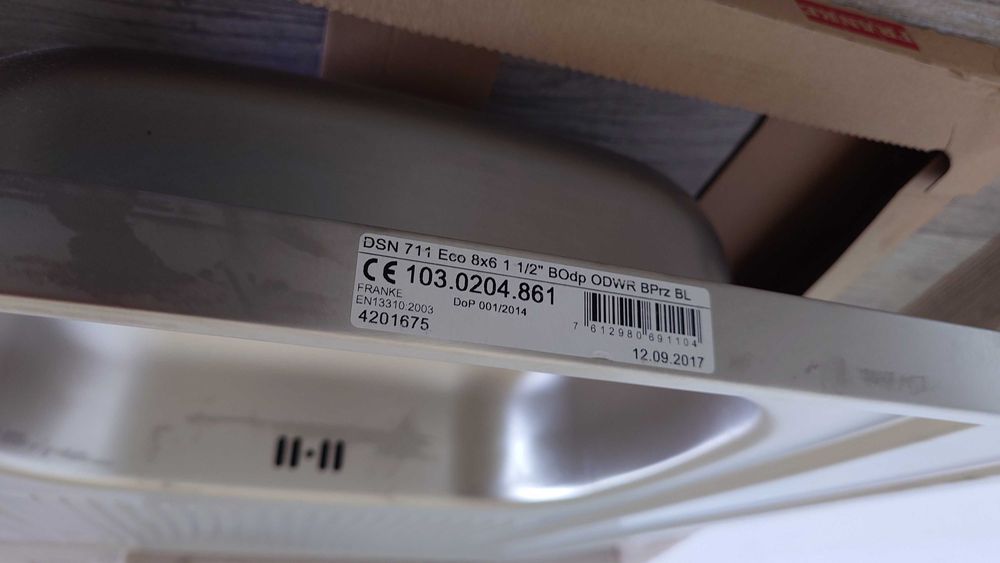 FRANKE
DSN 711 Eco 8x6 1 1/2" BOdp ODWR BPrz BL
CE 103.0204.861
FRANKE DoP 001/2014
EN13310:2003
4201675
7 612980 691104
12.09.2017